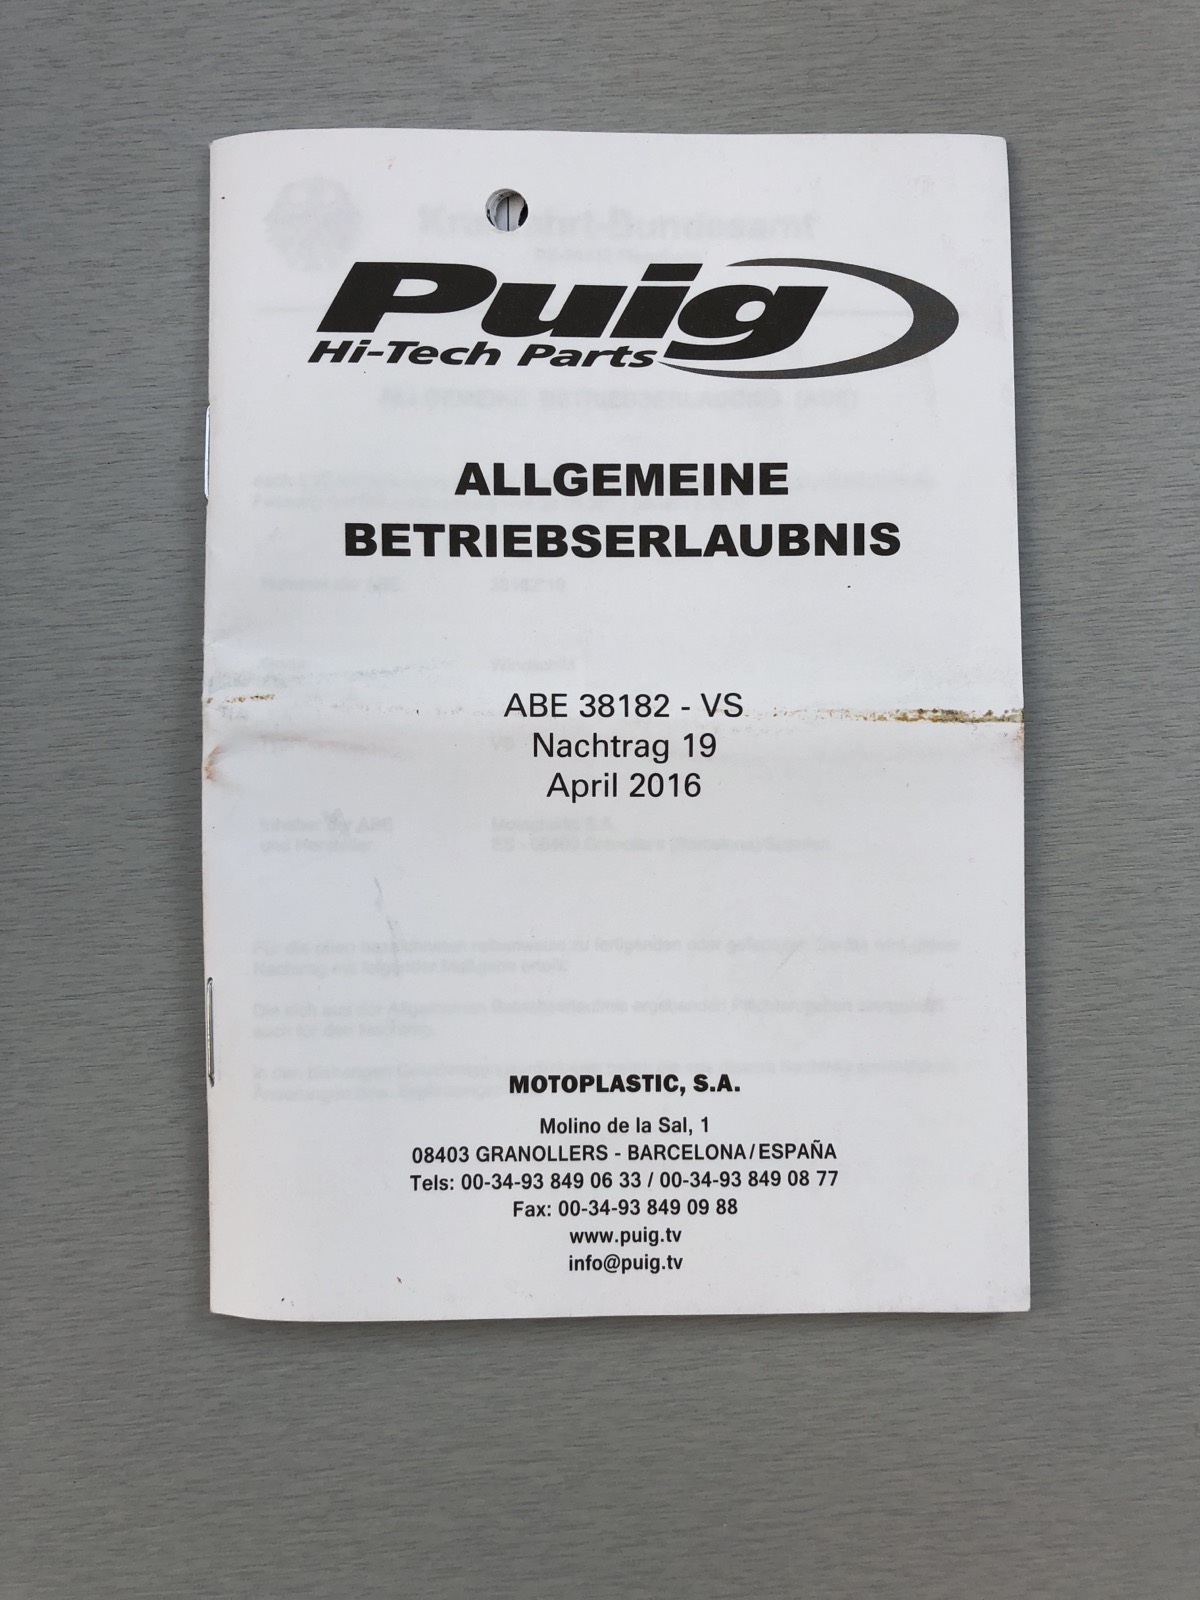 Puig
Hi-Tech Parts
ALLGEMEINE
BETRIEBSERLAUBNIS
ABE 38182 - VS
Nachtrag 19
April 2016
MOTOPLASTIC, S.A.
Molino de la Sal, 1
08403 GRANOLLERS - BARCELONA/ESPAÑA
Tels: 00-34-93 849 06 33 / 00-34-93 849 08 77
Fax: 00-34-93 849 09 88
www.puig.tv
info@puig.tv